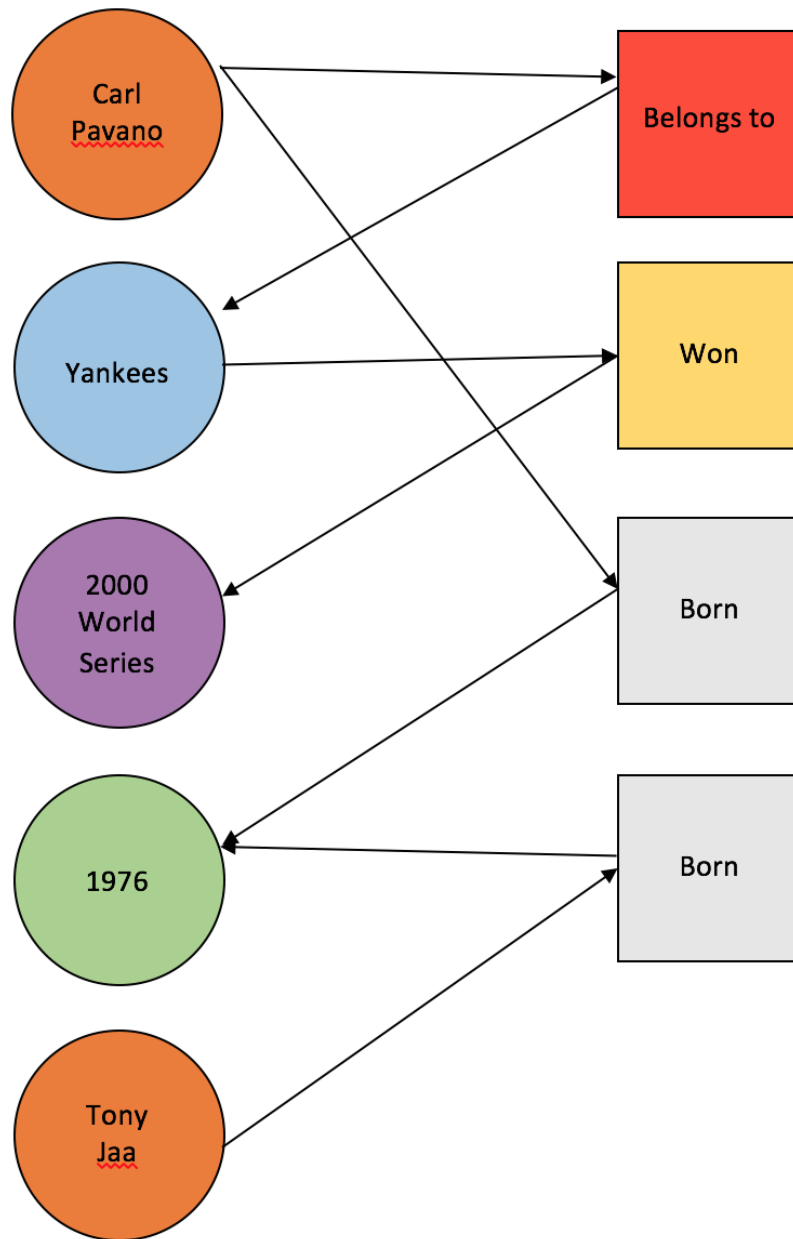 Carl
Pavano
Belongs to
Yankees
Won
2000
World
Series
Born
1976
Born
Tony
Jaa